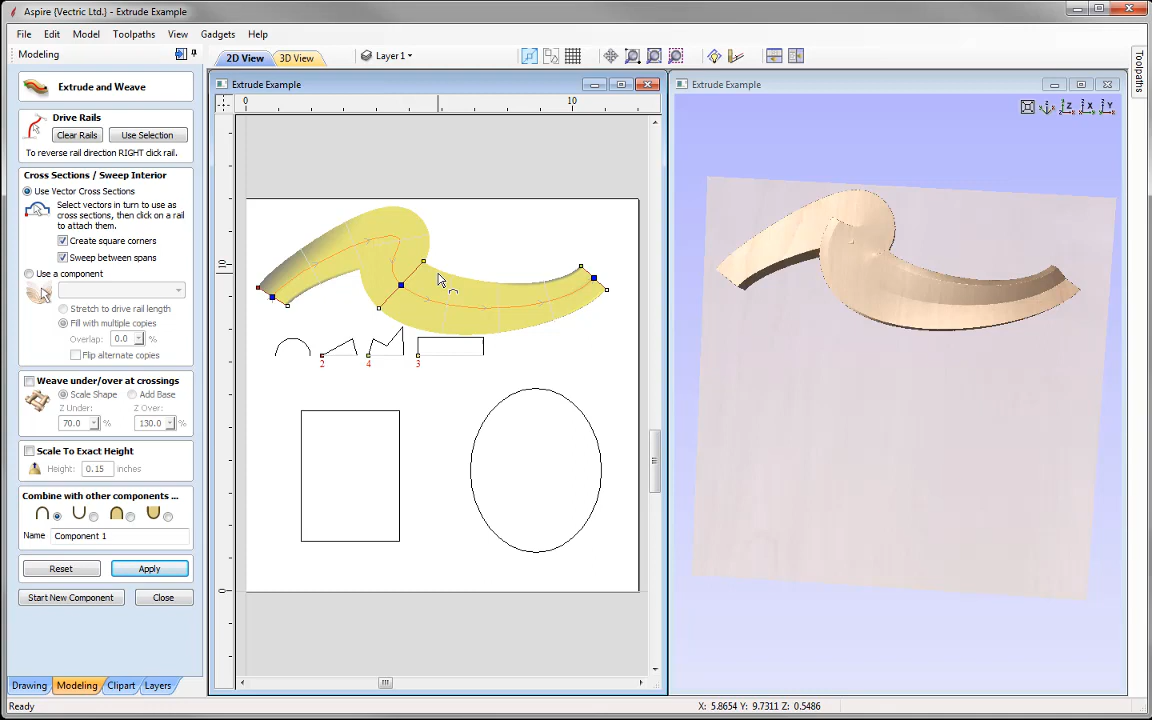 Aspire {Vectric Ltd.} - Extrude Example
File Edit Model Toolpaths View Gadgets Help
Modeling
2D View 3D View Layer 1
Extrude and Weave
Drive Rails
Clear Rails Use Selection
To reverse rail direction RIGHT click rail.
Cross Sections / Sweep Interior
Use Vector Cross Sections
Select vectors in turn to use as
cross sections, then click on a rail
to attach them.
Create square corners
Sweep between spans
Use a component
Stretch to drive rail length
Fill with multiple copies
Overlap: 0.0 %
Flip alternate copies
Weave under/over at crossings
Scale Shape Add Base
Z Under: Z Over:
70.0 % 130.0 %
Scale To Exact Height
Height: 0.15 inches
Combine with other components ...
Name Component 1
Reset Apply
Start New Component Close
Drawing Modeling Clipart Layers
Ready
Extrude Example
0 10
10
2 4 3
0
Extrude Example
Z X Y
Toolpaths
X: 5.8654 Y: 9.7311 Z: 0.5486